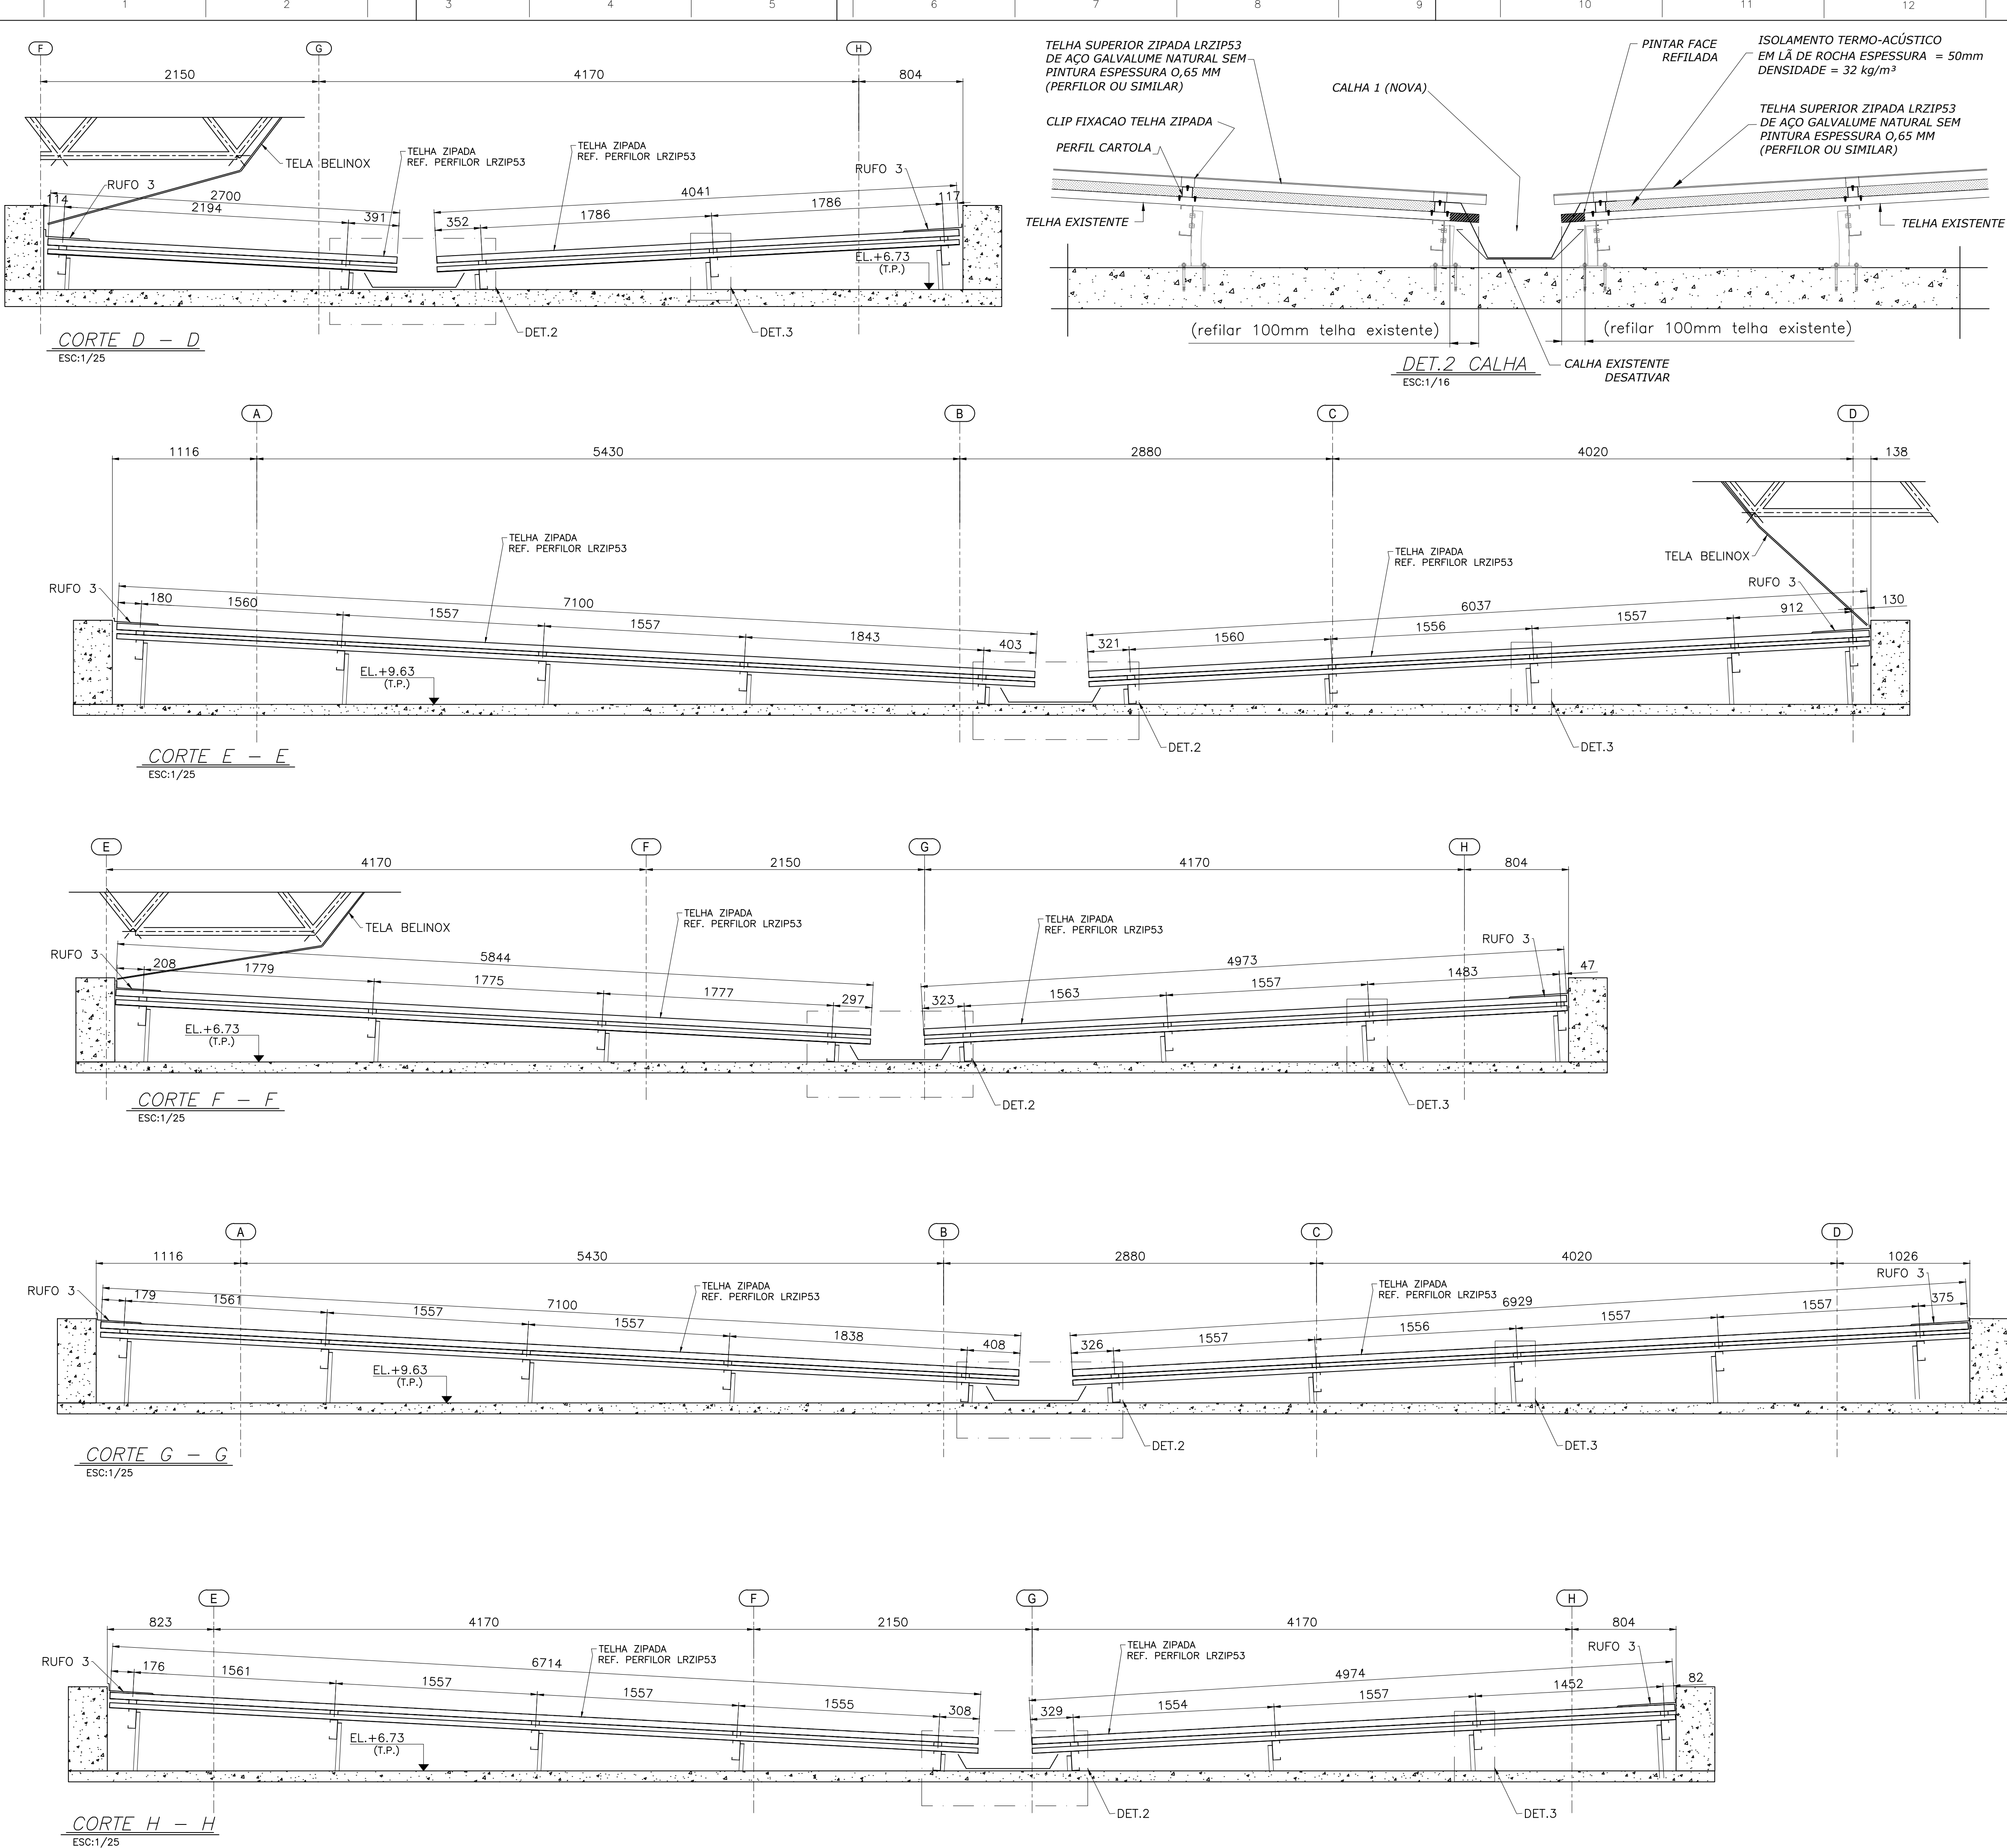 1 2 3 4 5 6 7 8 9 10 11 12
F G H
2150 4170 804
TELA BELINOX
TELHA ZIPADA
REF. PERFILOR LRZIP53
TELHA ZIPADA
REF. PERFILOR LRZIP53
RUFO 3
RUFO 3
114 2700 2194 391
352 4041 1786 1786 117
EL.+6.73
(T.P.)
DET.2
DET.3
CORTE D - D
ESC:1/25
TELHA SUPERIOR ZIPADA LRZIP53
DE AÇO GALVALUME NATURAL SEM
PINTURA ESPESSURA O,65 MM
(PERFILOR OU SIMILAR)
CLIP FIXACAO TELHA ZIPADA
PERFIL CARTOLA
TELHA EXISTENTE
CALHA 1 (NOVA)
PINTAR FACE
REFILADA
ISOLAMENTO TERMO-ACÚSTICO
EM LÃ DE ROCHA ESPESSURA = 50mm
DENSIDADE = 32 kg/m³
TELHA SUPERIOR ZIPADA LRZIP53
DE AÇO GALVALUME NATURAL SEM
PINTURA ESPESSURA O,65 MM
(PERFILOR OU SIMILAR)
TELHA EXISTENTE
(refilar 100mm telha existente)
(refilar 100mm telha existente)
CALHA EXISTENTE
DESATIVAR
DET.2 CALHA
ESC:1/16
A B C D
1116 5430 2880 4020 138
TELHA ZIPADA
REF. PERFILOR LRZIP53
TELHA ZIPADA
REF. PERFILOR LRZIP53
TELA BELINOX
RUFO 3
RUFO 3
180 1560 1557 7100 1557 1843 403
321 1560 1556 6037 1557 912 130
EL.+9.63
(T.P.)
DET.2
DET.3
CORTE E - E
ESC:1/25
E F G H
4170 2150 4170 804
TELHA ZIPADA
REF. PERFILOR LRZIP53
TELHA ZIPADA
REF. PERFILOR LRZIP53
TELA BELINOX
RUFO 3
RUFO 3
208 1779 5844 1775 1777 297
323 1563 4973 1557 1483 47
EL.+6.73
(T.P.)
DET.2
DET.3
CORTE F - F
ESC:1/25
A B C D
1116 5430 2880 4020 1026
RUFO 3
TELHA ZIPADA
REF. PERFILOR LRZIP53
TELHA ZIPADA
REF. PERFILOR LRZIP53
RUFO 3
179 1561 1557 7100 1557 1838 408
326 1557 1556 6929 1557 1557 375
EL.+9.63
(T.P.)
DET.2
DET.3
CORTE G - G
ESC:1/25
E F G H
823 4170 2150 4170 804
TELHA ZIPADA
REF. PERFILOR LRZIP53
TELHA ZIPADA
REF. PERFILOR LRZIP53
RUFO 3
RUFO 3
176 1561 1557 6714 1557 1555 308
329 1554 4974 1557 1452 82
EL.+6.73
(T.P.)
DET.2
DET.3
CORTE H - H
ESC:1/25